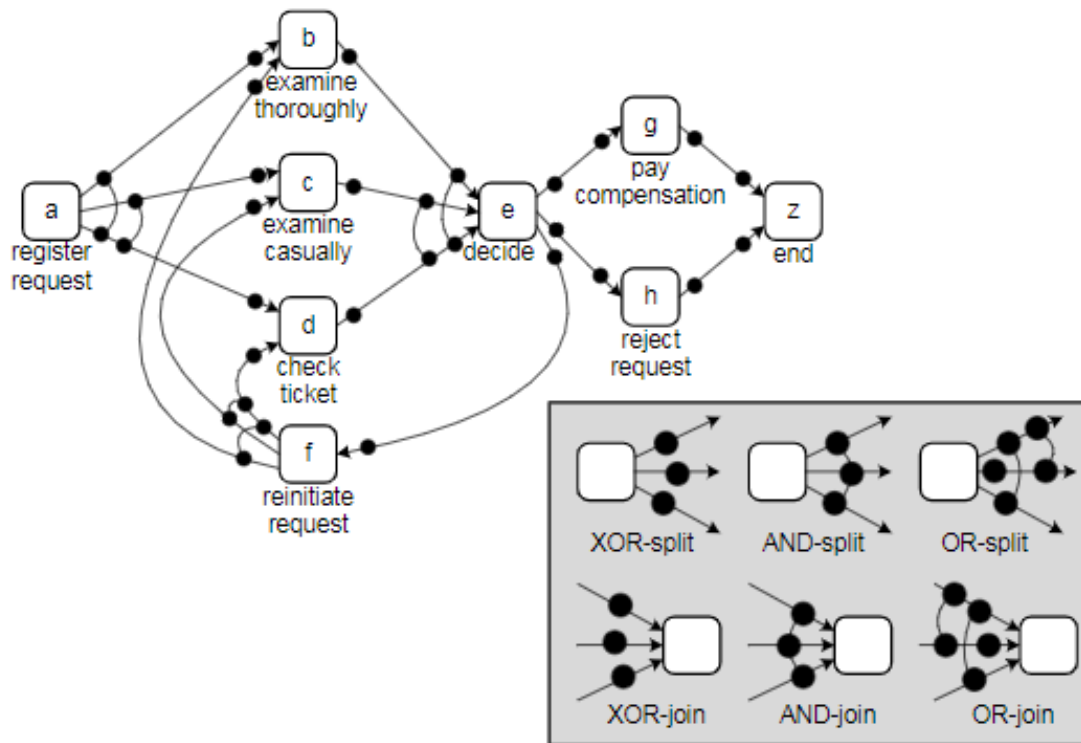 b
examine
thoroughly
g
pay
compensation
a
register
request
c
examine
casually
e
decide
z
end
d
check
ticket
h
reject
request
f
reinitiate
request
XOR-split
AND-split
OR-split
XOR-join
AND-join
OR-join